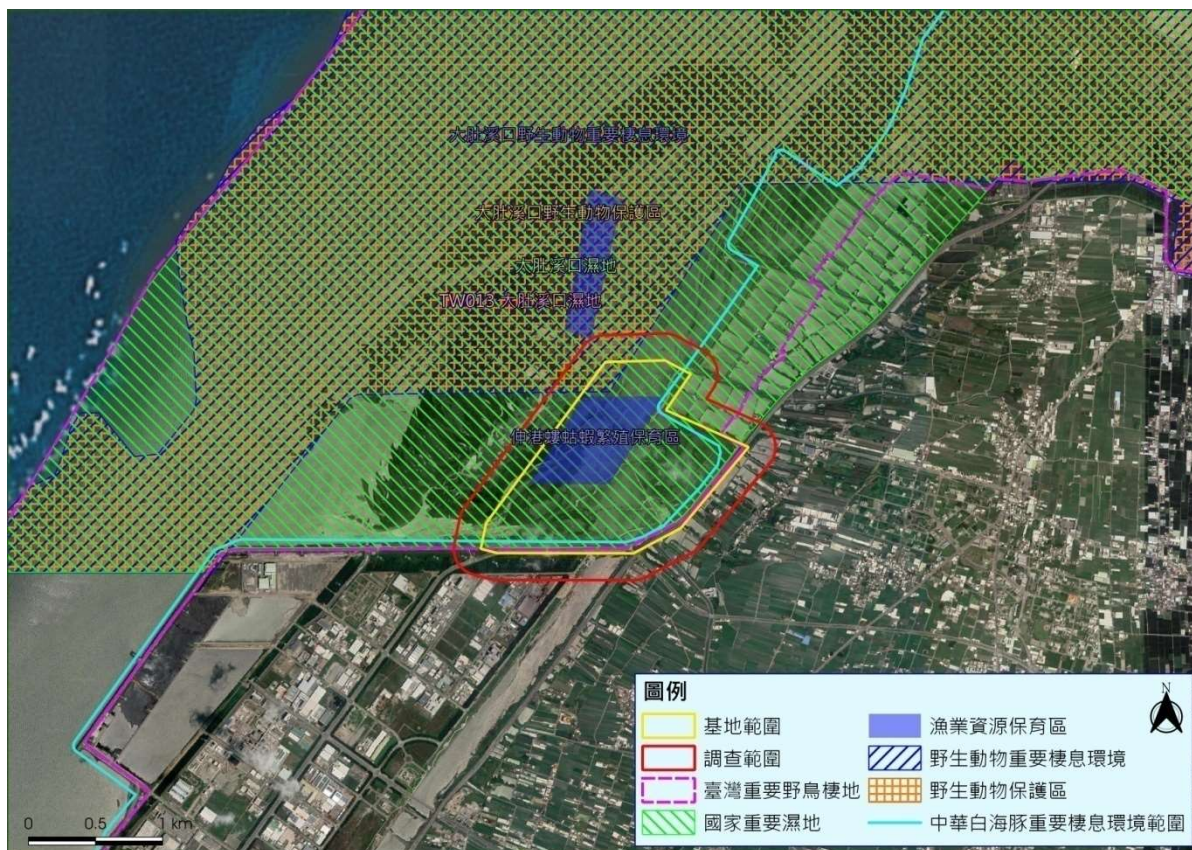 大肚溪口野生動物重要棲息環境
大肚溪口野生動物保護區
大肚溪口濕地
TW013 大肚溪口濕地
伸港螻蛄蝦繁殖保育區
圖例
基地範圍
調查範圍
臺灣重要野鳥棲地
國家重要濕地
漁業資源保育區
野生動物重要棲息環境
野生動物保護區
中華白海豚重要棲息環境範圍
N
0 0.5 1 km